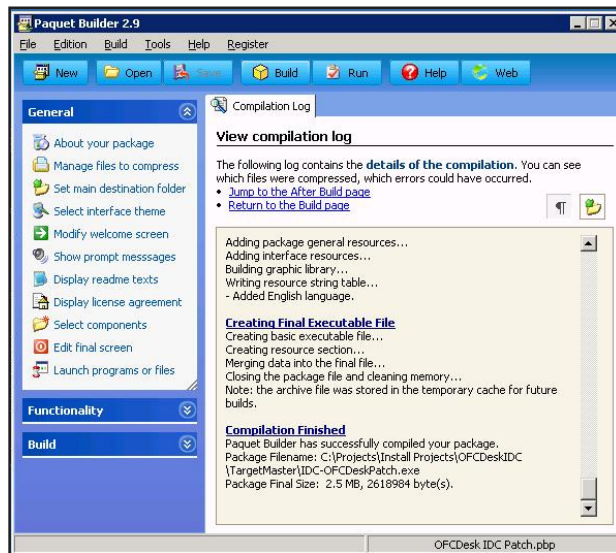 Paquet Builder 2.9
File Edition Build Tools Help Register
New Open Save Build Run Help Web
General
About your package
Manage files to compress
Set main destination folder
Select interface theme
Modify welcome screen
Show prompt messsages
Display readme texts
Display license agreement
Select components
Edit final screen
Launch programs or files
Functionality
Build
Compilation Log
View compilation log
The following log contains the details of the compilation. You can see
which files were compressed, which errors could have occurred.
• Jump to the After Build page
• Return to the Build page
¶
Adding package general resources...
Adding interface resources...
Building graphic library...
Writing resource string table...
- Added English language.
Creating Final Executable File
Creating basic executable file...
Creating resource section...
Merging data into the final file...
Closing the package file and cleaning memory...
Note: the archive file was stored in the temporary cache for future
builds.
Compilation Finished
Paquet Builder has successfully compiled your package.
Package Filename: C:\Projects\Install Projects\OFCDeskIDC
\TargetMaster\IDC-OFCDeskPatch.exe
Package Final Size: 2.5 MB, 2618984 byte(s).
OFCDesk IDC Patch.pbp